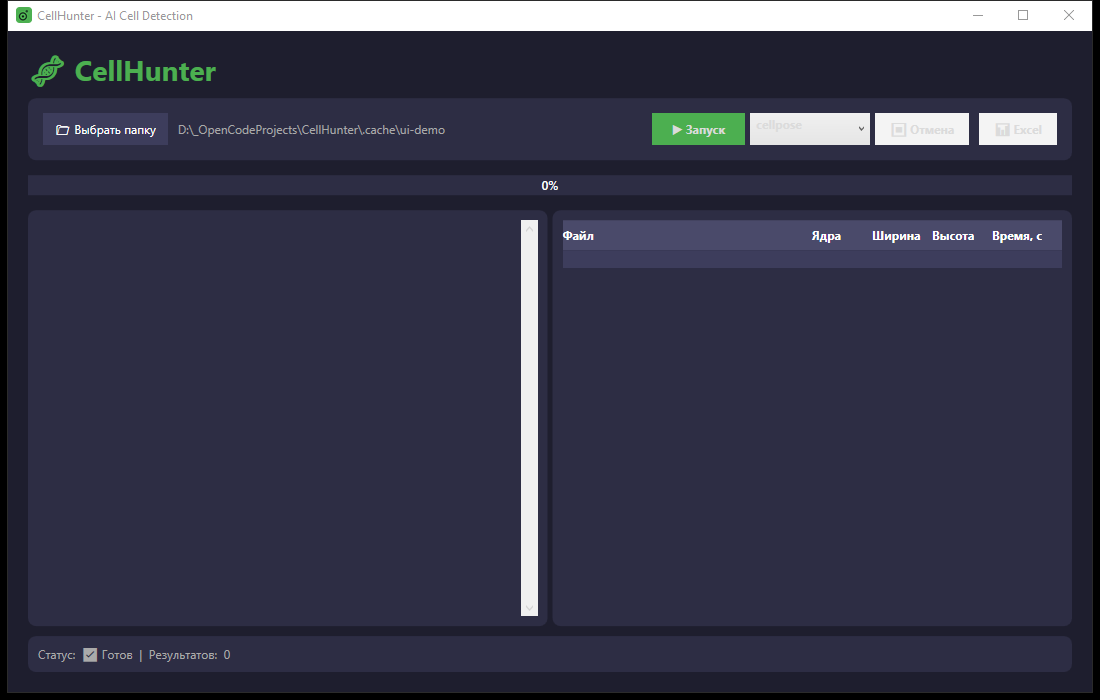 CellHunter - AI Cell Detection
CellHunter
Выбрать папку D:\_OpenCodeProjects\CellHunter\.cache\ui-demo Запуск cellpose Отмена Excel
0%
Файл Ядра Ширина Высота Время, с
Статус: Готов | Результатов: 0